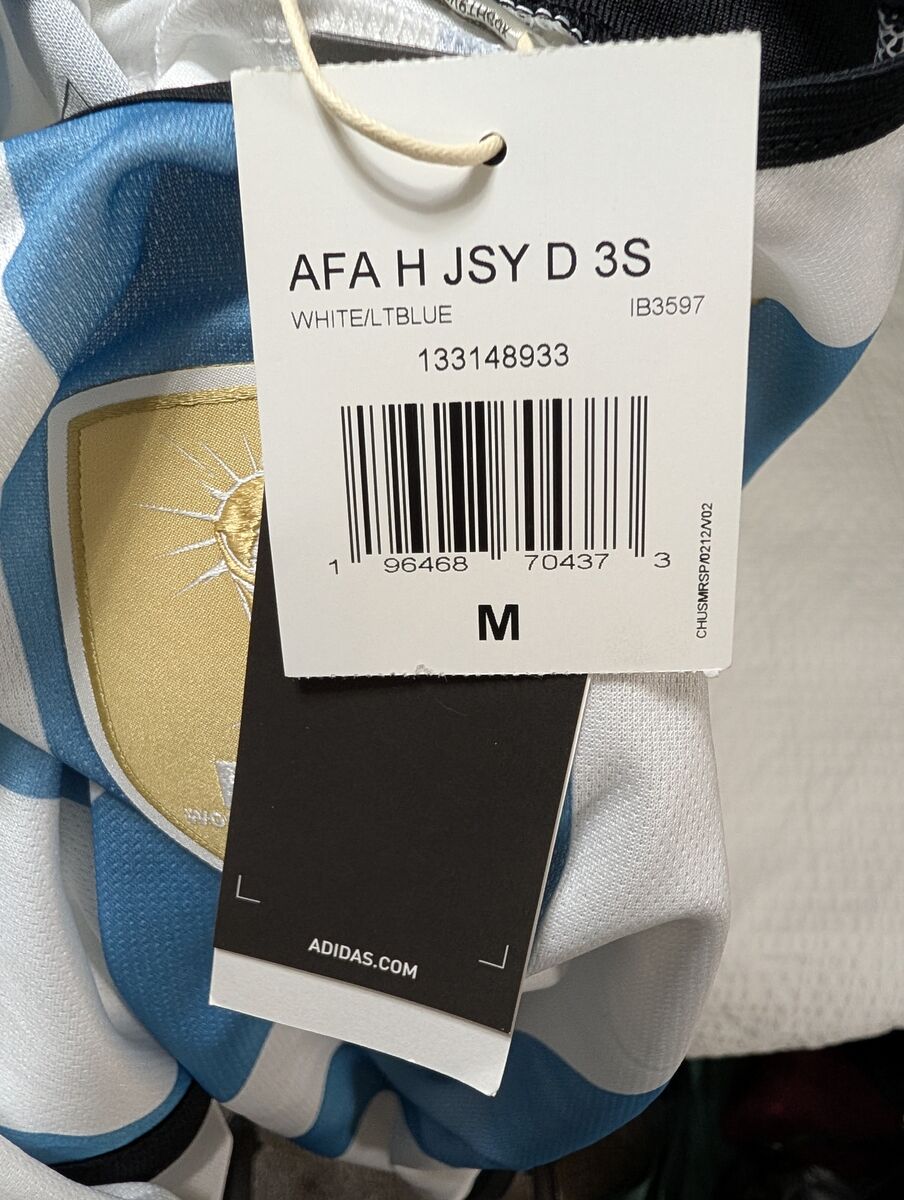 AFA H JSY D 3S
WHITE/LTBLUE IB3597
133148933
1 96468 70437 3
M
CHUSMRSP/0212/V02
ADIDAS.COM